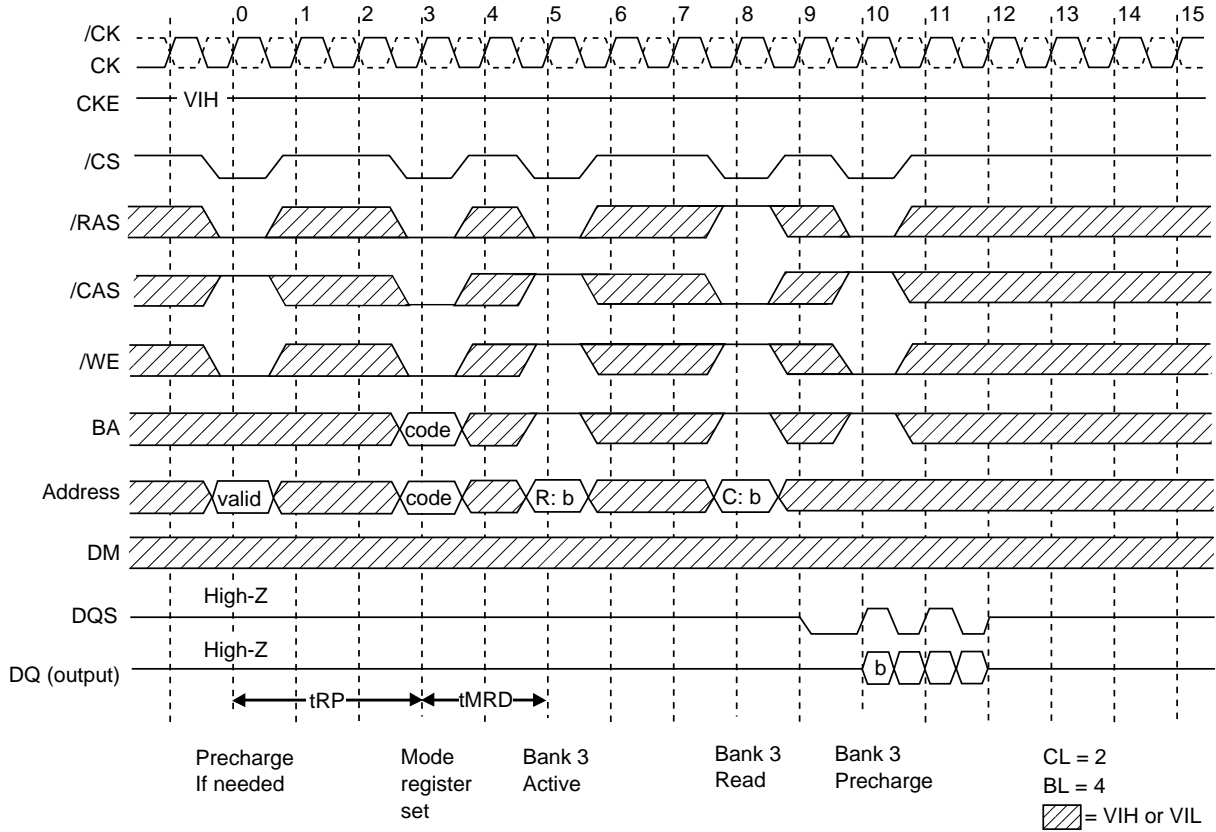 0 1 2 3 4 5 6 7 8 9 10 11 12 13 14 15
/CK
CK
CKE
VIH
/CS
/RAS
/CAS
/WE
BA
code
Address
valid
code
R: b
C: b
DM
High-Z
DQS
High-Z
DQ (output)
b
tRP
tMRD
Precharge
If needed
Mode
register
set
Bank 3
Active
Bank 3
Read
Bank 3
Precharge
CL = 2
BL = 4
= VIH or VIL